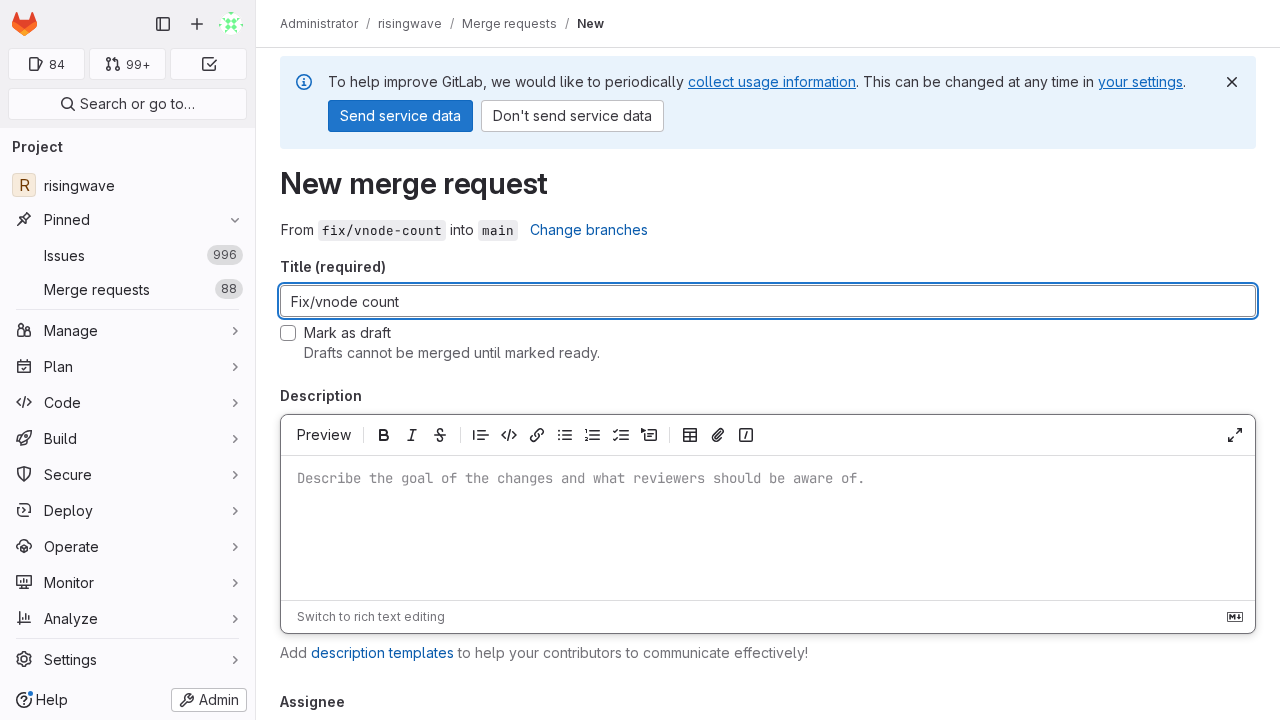 Administrator / risingwave / Merge requests / New
84
99+
Search or go to…
To help improve GitLab, we would like to periodically collect usage information. This can be changed at any time in your settings.
Send service data
Don't send service data
Project
R risingwave
Pinned
Issues 996
Merge requests 88
Manage
Plan
Code
Build
Secure
Deploy
Operate
Monitor
Analyze
Settings
Help
Admin
New merge request
From fix/vnode-count into main Change branches
Title (required)
Fix/vnode count
Mark as draft
Drafts cannot be merged until marked ready.
Description
Preview
Describe the goal of the changes and what reviewers should be aware of.
Switch to rich text editing
Add description templates to help your contributors to communicate effectively!
Assignee